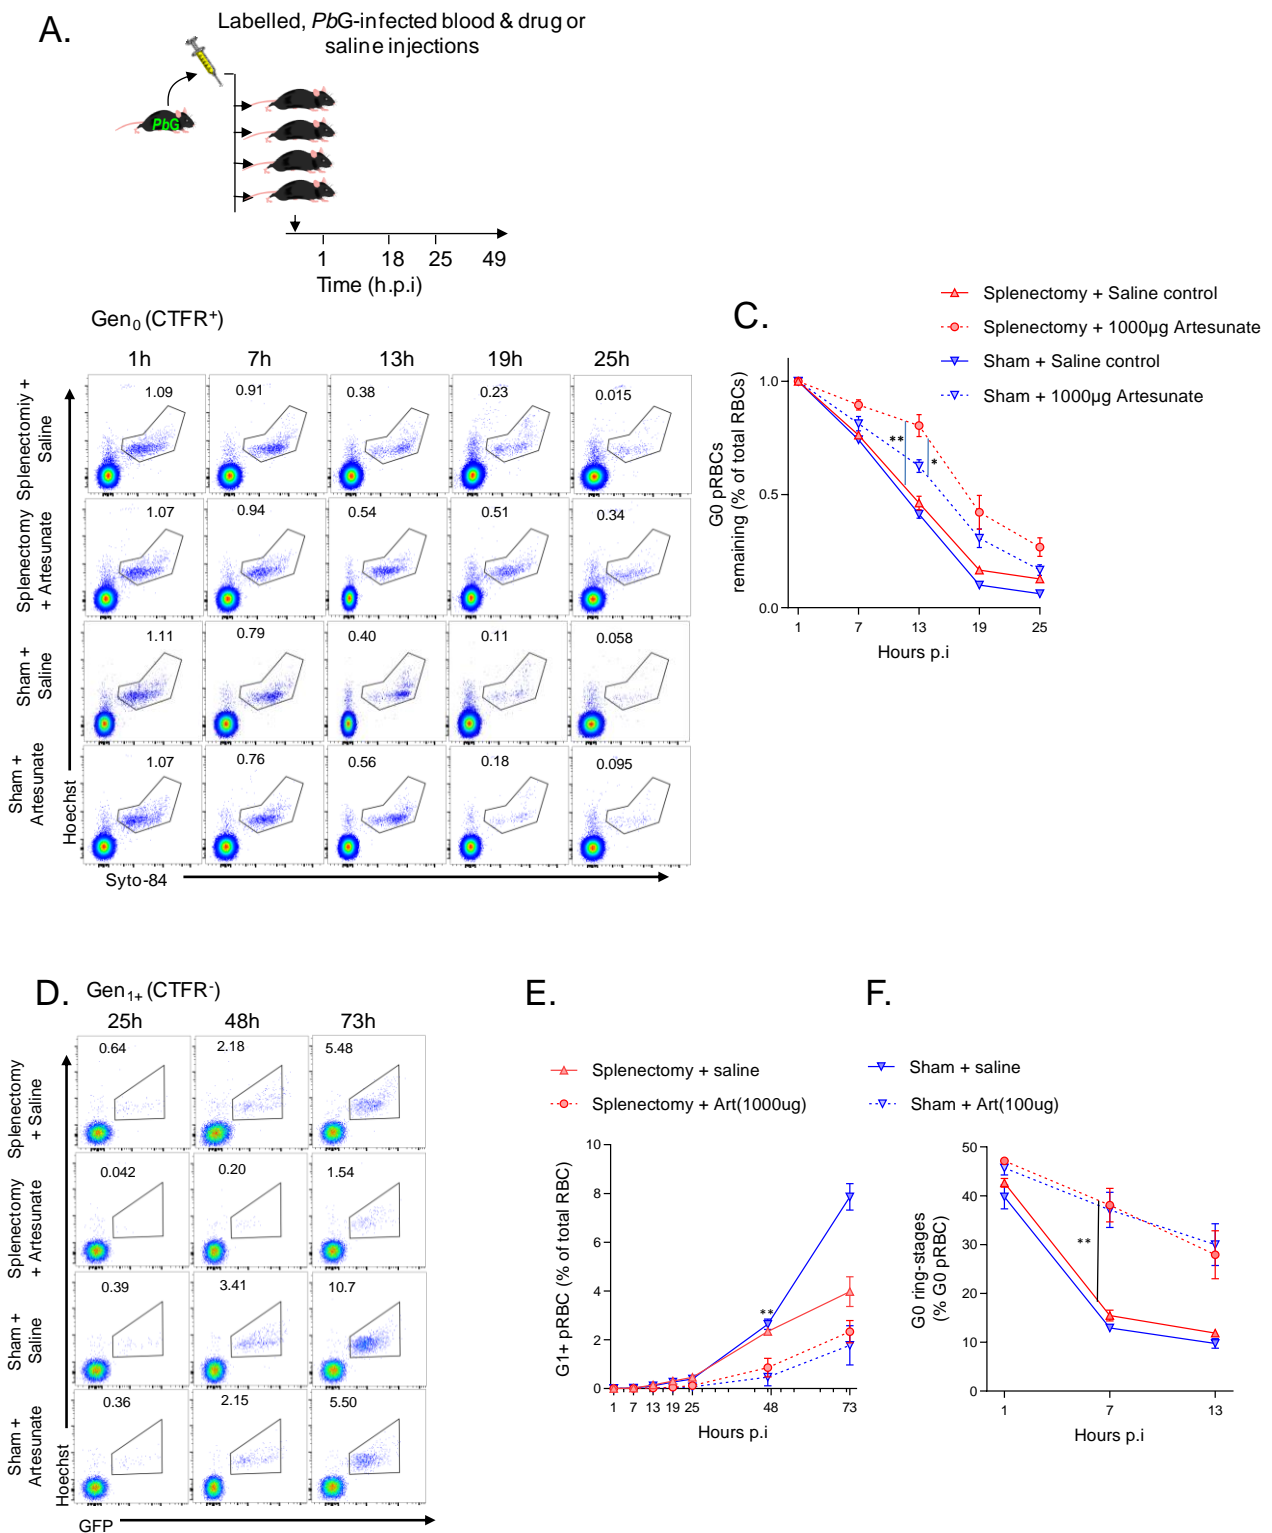 A.
Labelled, PbG-infected blood & drug or
saline injections
PbG
1 18 25 49
Time (h.p.i)
Gen0 (CTFR+)
1h 7h 13h 19h 25h
Splenectomiy +
Saline
1.09 0.91 0.38 0.23 0.015
Splenectomy
+ Artesunate
1.07 0.94 0.54 0.51 0.34
Sham +
Saline
1.11 0.79 0.40 0.11 0.058
Sham +
Artesunate
1.07 0.76 0.56 0.18 0.095
Hoechst
Syto-84
C.
Splenectomy + Saline control
Splenectomy + 1000µg Artesunate
Sham + Saline control
Sham + 1000µg Artesunate
G0 pRBCs
remaining (% of total RBCs)
1.0
0.5
0.0
**
*
1 7 13 19 25
Hours p.i
D.
Gen1+ (CTFR-)
25h 48h 73h
Splenectomy
+ Saline
0.64 2.18 5.48
Splenectomy
+ Artesunate
0.042 0.20 1.54
Sham +
Saline
0.39 3.41 10.7
Sham +
Artesunate
0.36 2.15 5.50
Hoechst
GFP
E.
Splenectomy + saline
Splenectomy + Art(1000ug)
G1+ pRBC (% of total RBC)
10
8
6
4
2
0
**
1 7 13 19 25 48 73
Hours p.i
F.
Sham + saline
Sham + Art(100ug)
G0 ring-stages
(% G0 pRBC)
50
40
30
20
10
0
**
1 7 13
Hours p.i